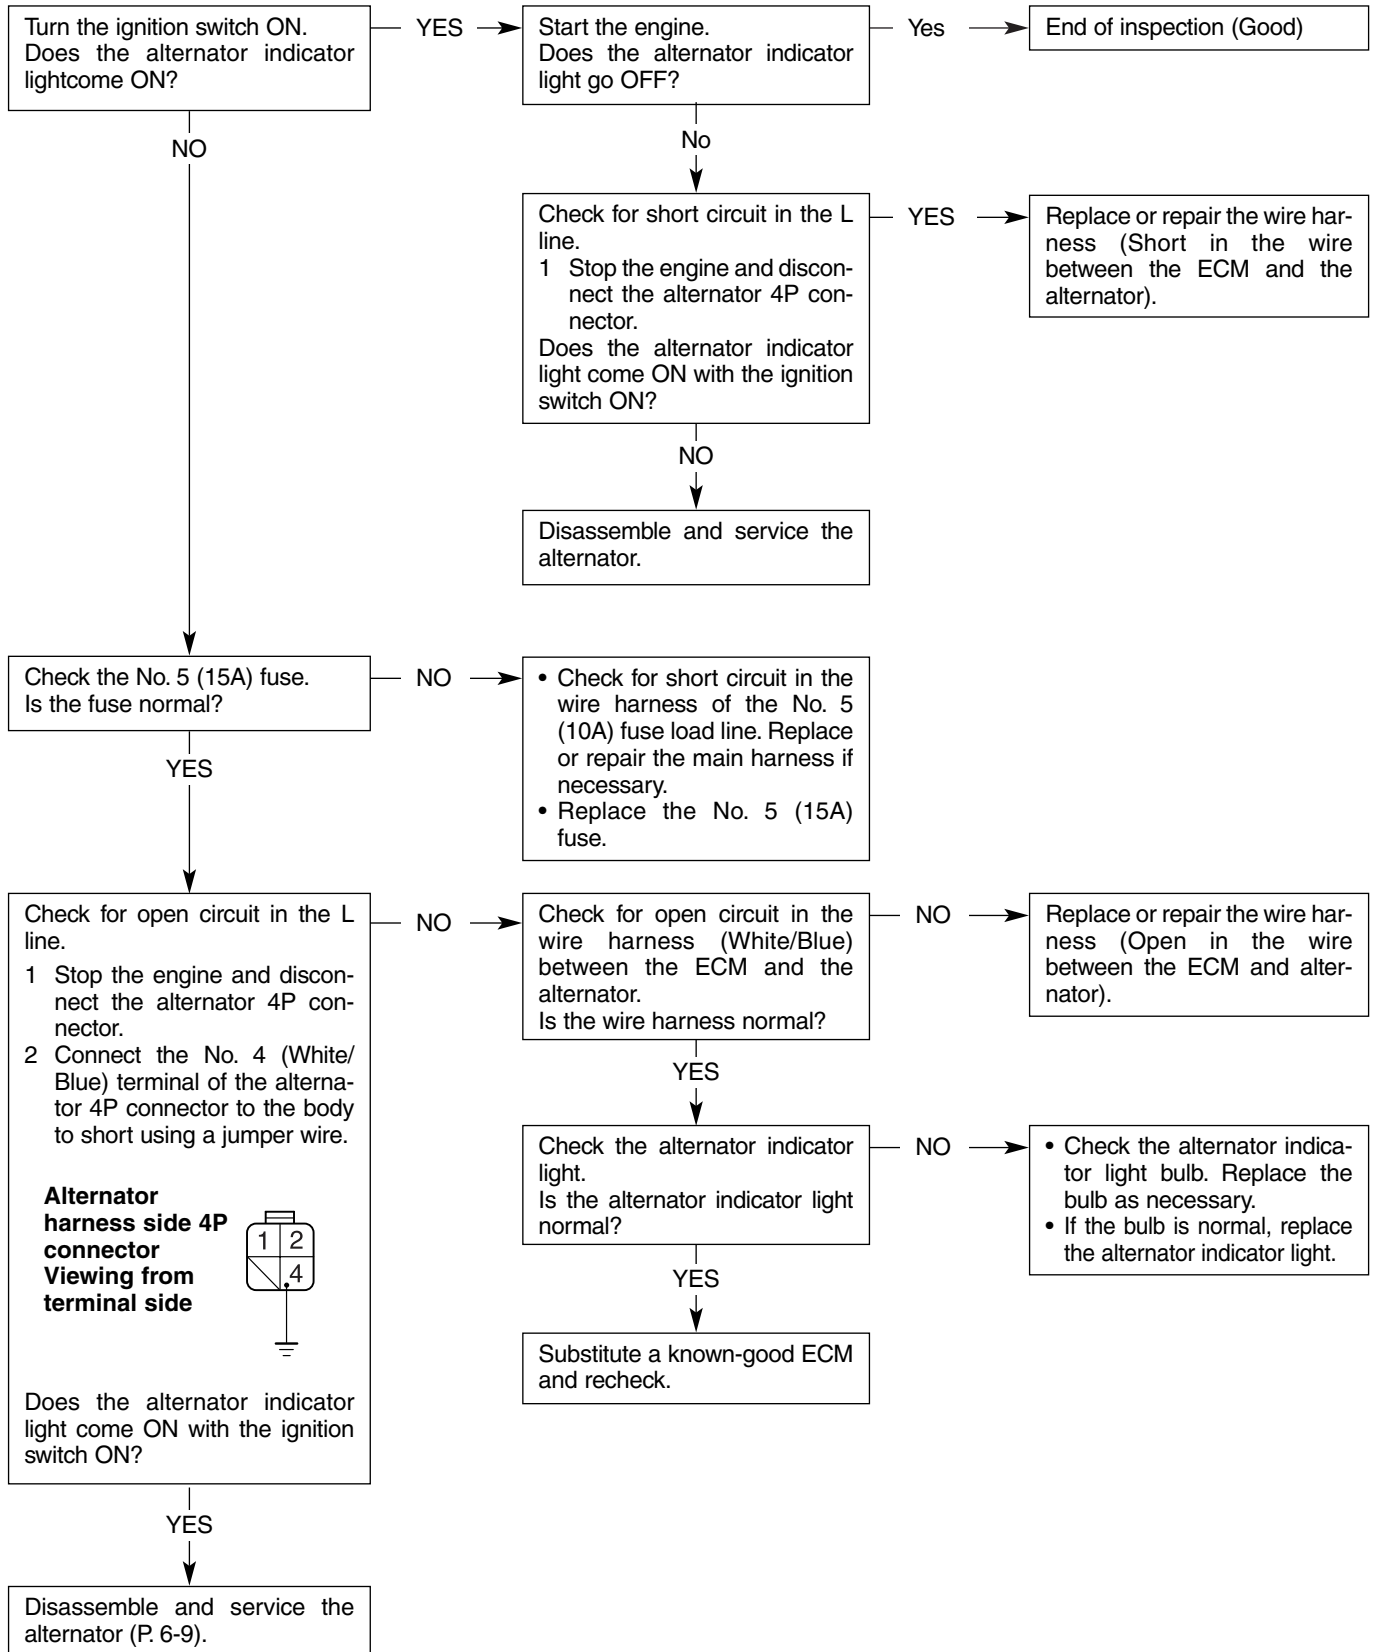 Turn the ignition switch ON.
Does the alternator indicator
lightcome ON?
YES
Start the engine.
Does the alternator indicator
light go OFF?
Yes
End of inspection (Good)
NO
No
Check for short circuit in the L
line.
1 Stop the engine and discon-
nect the alternator 4P con-
nector.
Does the alternator indicator
light come ON with the ignition
switch ON?
YES
Replace or repair the wire har-
ness (Short in the wire
between the ECM and the
alternator).
NO
Disassemble and service the
alternator.
Check the No. 5 (15A) fuse.
Is the fuse normal?
NO
• Check for short circuit in the
wire harness of the No. 5
(10A) fuse load line. Replace
or repair the main harness if
necessary.
• Replace the No. 5 (15A)
fuse.
YES
Check for open circuit in the L
line.
1 Stop the engine and discon-
nect the alternator 4P con-
nector.
2 Connect the No. 4 (White/
Blue) terminal of the alterna-
tor 4P connector to the body
to short using a jumper wire.
Alternator
harness side 4P
connector
Viewing from
terminal side
1 2
4
Does the alternator indicator
light come ON with the ignition
switch ON?
NO
Check for open circuit in the
wire harness (White/Blue)
between the ECM and the
alternator.
Is the wire harness normal?
NO
Replace or repair the wire har-
ness (Open in the wire
between the ECM and alter-
nator).
YES
Check the alternator indicator
light.
Is the alternator indicator light
normal?
NO
• Check the alternator indica-
tor light bulb. Replace the
bulb as necessary.
• If the bulb is normal, replace
the alternator indicator light.
YES
Substitute a known-good ECM
and recheck.
YES
Disassemble and service the
alternator (P. 6-9).